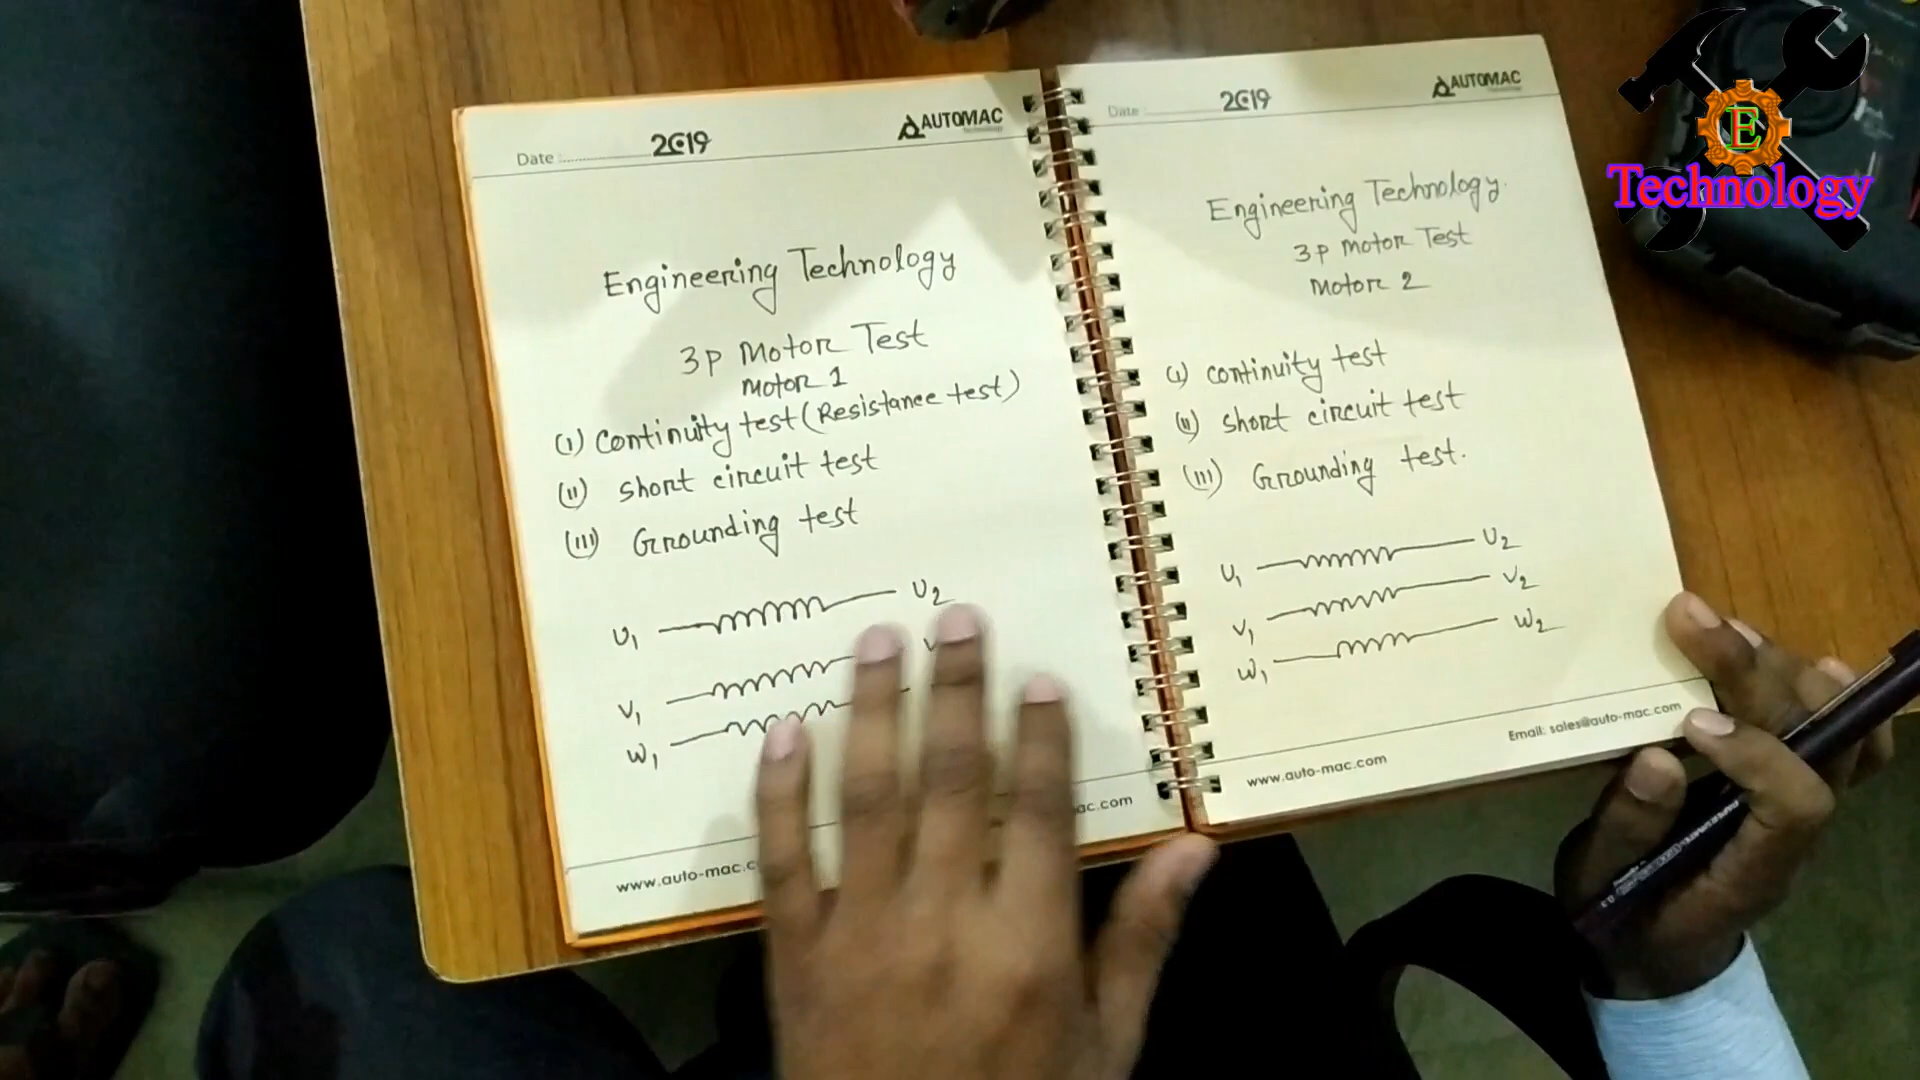 Date :
2019
AUTOMAC
Engineering Technology
3P Motor Test
Motor 1
(I) Continuity test (Resistance test)
(II) Short circuit test
(III) Grounding test
U1 U2
V1 V
W1
www.auto-mac.c
ac.com
Date :
2019
AUTOMAC
Engineering Technology.
3P Motor Test
Motor 2
(I) Continuity test
(II) Short circuit test
(III) Grounding test.
U1 U2
V1 V2
W1 W2
www.auto-mac.com
Email: sales@auto-mac.com
E
Technology